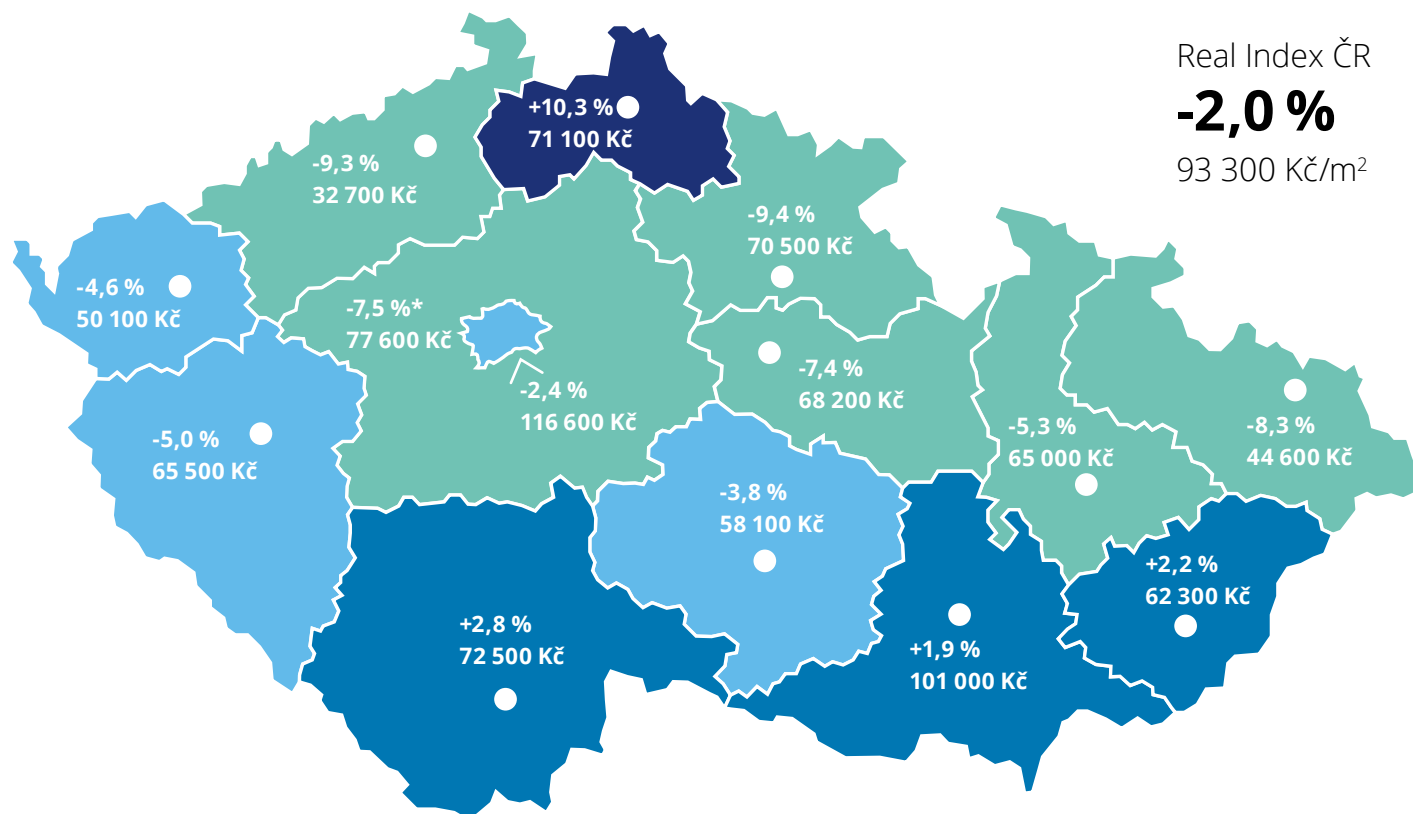 Real Index ČR
-2,0 %
93 300 Kč/m²
+10,3 %
71 100 Kč
-9,3 %
32 700 Kč
-9,4 %
70 500 Kč
-4,6 %
50 100 Kč
-7,5 %*
77 600 Kč
-2,4 %
116 600 Kč
-7,4 %
68 200 Kč
-5,0 %
65 500 Kč
-5,3 %
65 000 Kč
-8,3 %
44 600 Kč
-3,8 %
58 100 Kč
+2,2 %
62 300 Kč
+2,8 %
72 500 Kč
+1,9 %
101 000 Kč